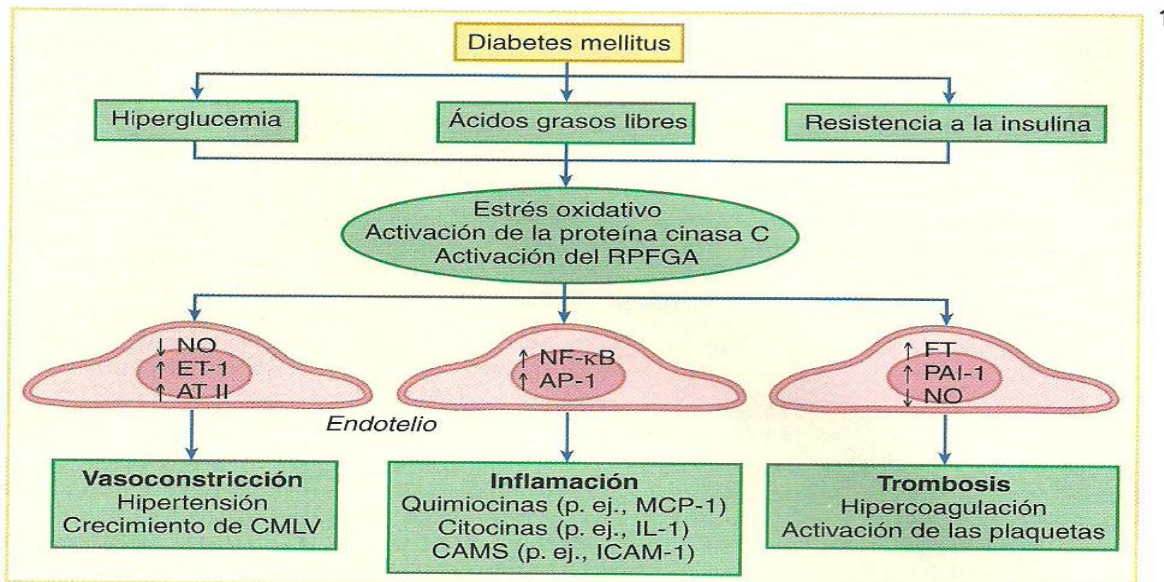 1
Diabetes mellitus
Hiperglucemia
Ácidos grasos libres
Resistencia a la insulina
Estrés oxidativo
Activación de la proteína cinasa C
Activación del RPFGA
↓ NO
↑ ET-1
↑ AT II
↑ NF-κB
↑ AP-1
↑ FT
↑ PAI-1
↓ NO
Endotelio
Vasoconstricción
Hipertensión
Crecimiento de CMLV
Inflamación
Quimiocinas (p. ej., MCP-1)
Citocinas (p. ej., IL-1)
CAMS (p. ej., ICAM-1)
Trombosis
Hipercoagulación
Activación de las plaquetas